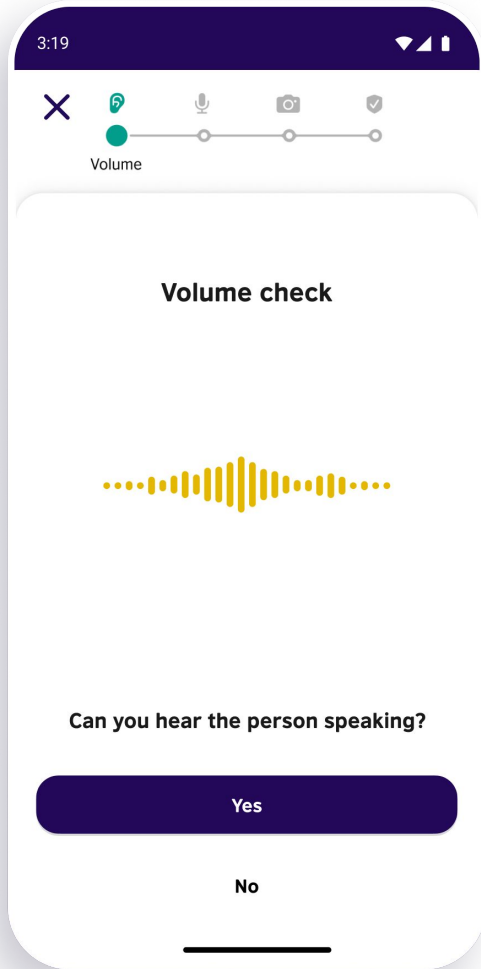 3:19
Volume
Volume check
Can you hear the person speaking?
Yes
No